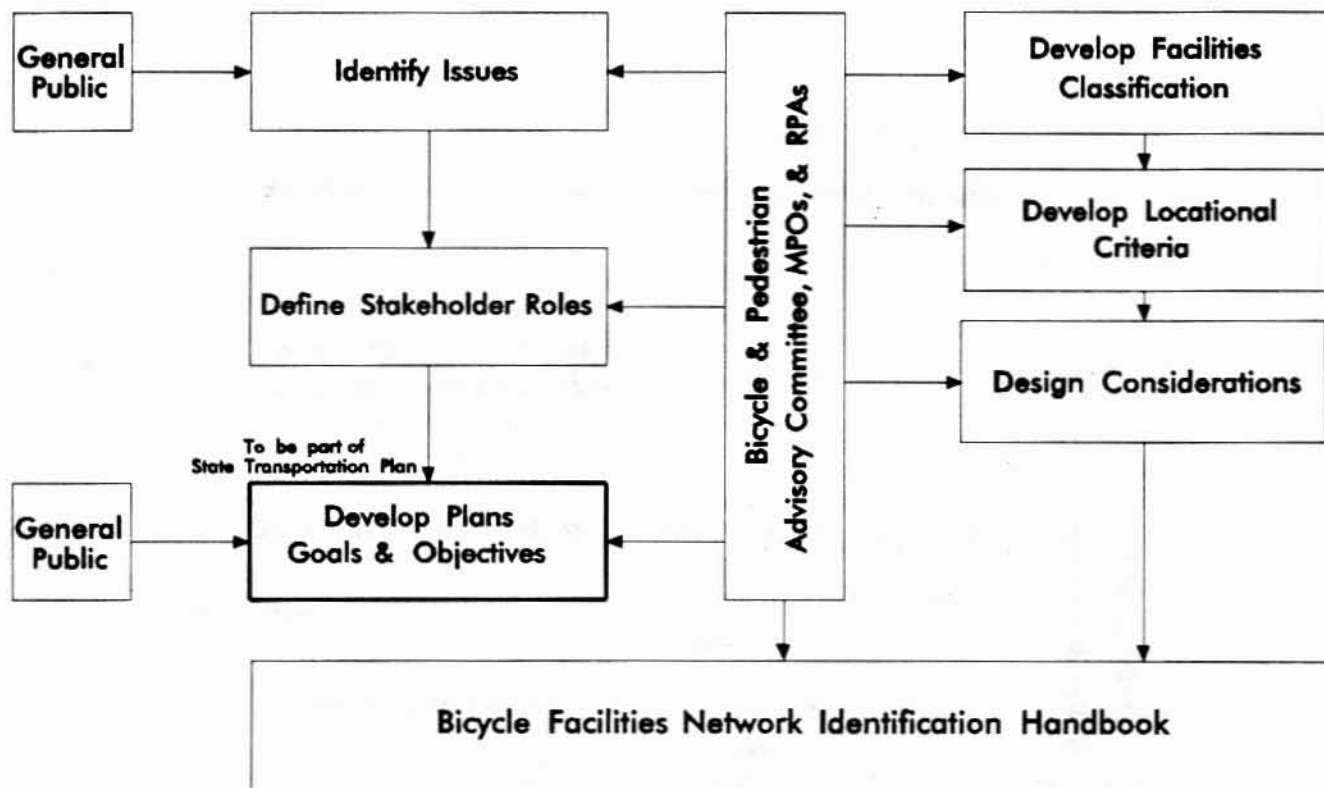 General
Public
Identify Issues
Define Stakeholder Roles
To be part of
State Transportation Plan
General
Public
Develop Plans
Goals & Objectives
Bicycle & Pedestrian
Advisory Committee, MPOs, & RPAs
Develop Facilities
Classification
Develop Locational
Criteria
Design Considerations
Bicycle Facilities Network Identification Handbook